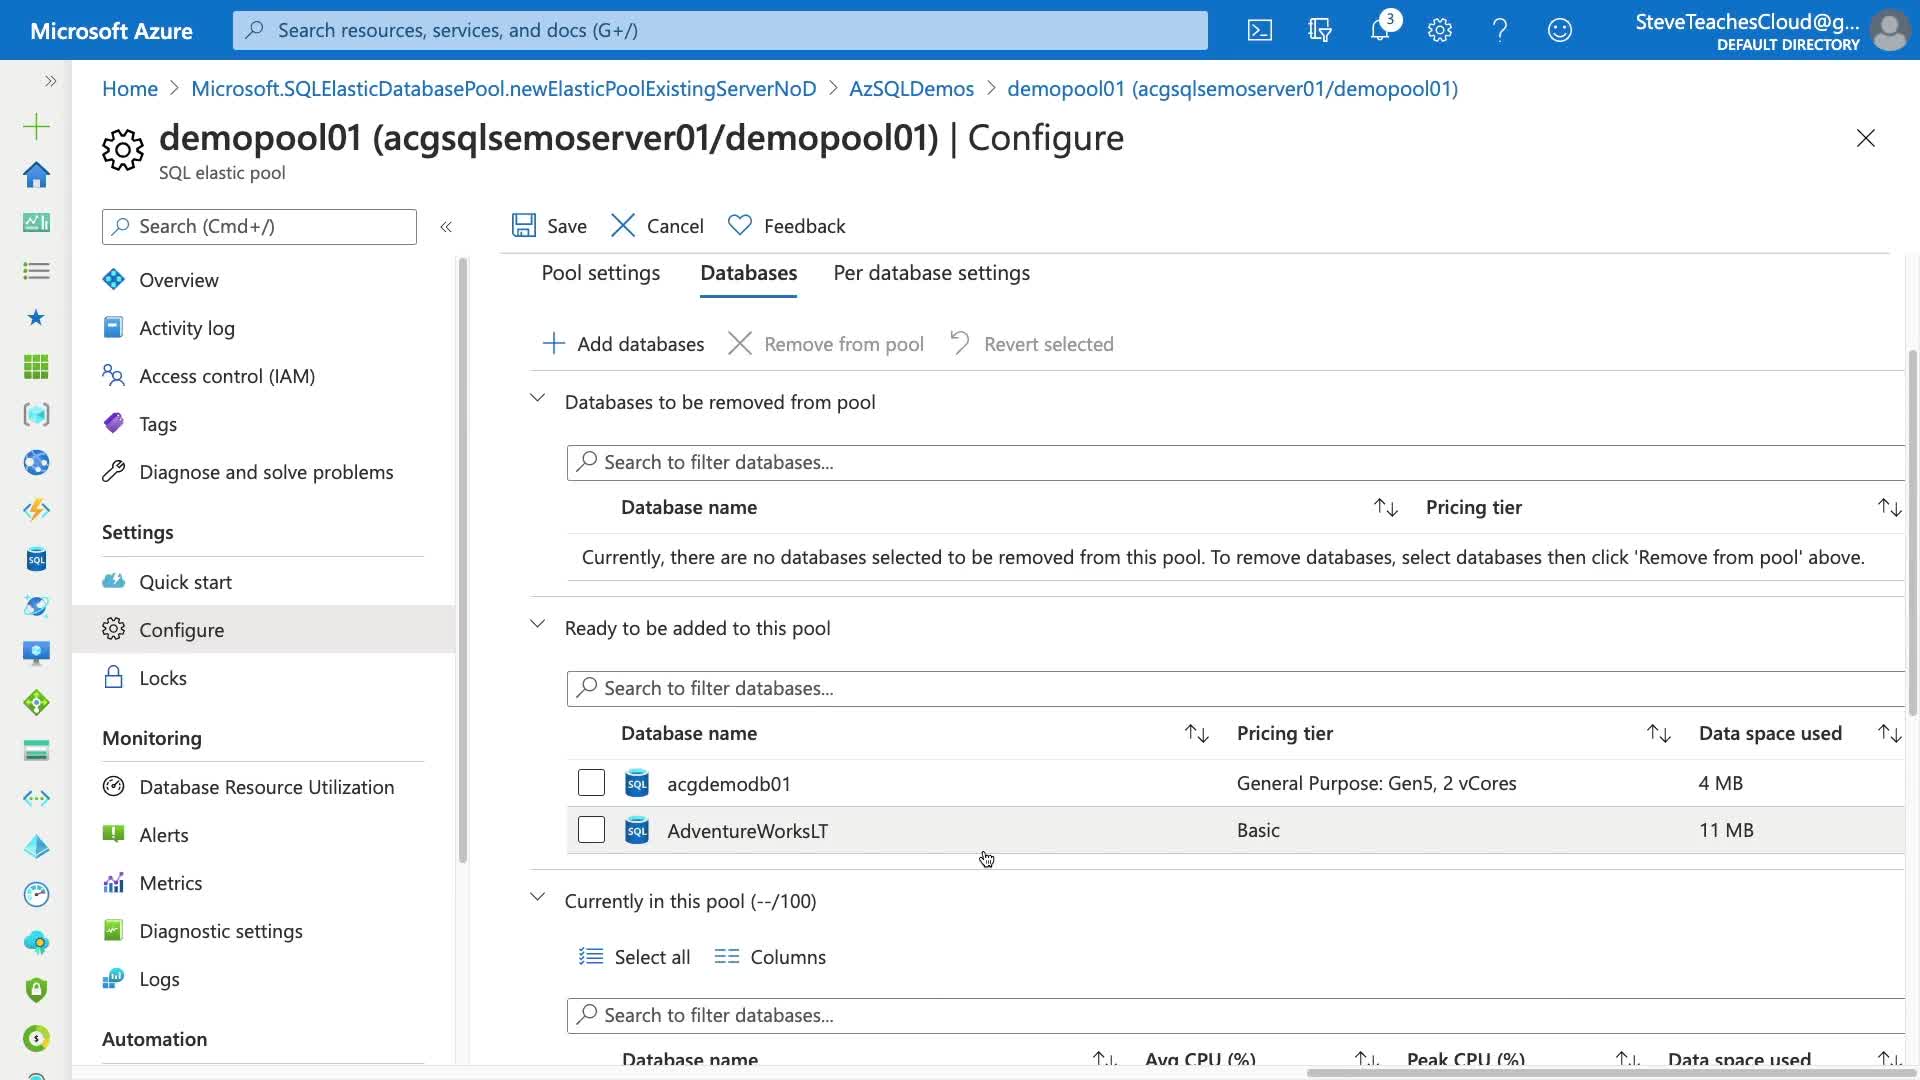 Microsoft Azure
Search resources, services, and docs (G+/)
3
SteveTeachesCloud@g...
DEFAULT DIRECTORY
Home > Microsoft.SQLElasticDatabasePool.newElasticPoolExistingServerNoD > AzSQLDemos > demopool01 (acgsqlsemoserver01/demopool01)
demopool01 (acgsqlsemoserver01/demopool01) | Configure
SQL elastic pool
Search (Cmd+/)
Save
Cancel
Feedback
Overview
Activity log
Access control (IAM)
Tags
Diagnose and solve problems
Settings
Quick start
Configure
Locks
Monitoring
Database Resource Utilization
Alerts
Metrics
Diagnostic settings
Logs
Automation
Pool settings
Databases
Per database settings
Add databases
Remove from pool
Revert selected
Databases to be removed from pool
Search to filter databases...
Database name
Pricing tier
Currently, there are no databases selected to be removed from this pool. To remove databases, select databases then click 'Remove from pool' above.
Ready to be added to this pool
Search to filter databases...
Database name
Pricing tier
Data space used
SQL
acgdemodb01
General Purpose: Gen5, 2 vCores
4 MB
SQL
AdventureWorksLT
Basic
11 MB
Currently in this pool (--/100)
Select all
Columns
Search to filter databases...
Database name
Avg CPU (%)
Peak CPU (%)
Data space used